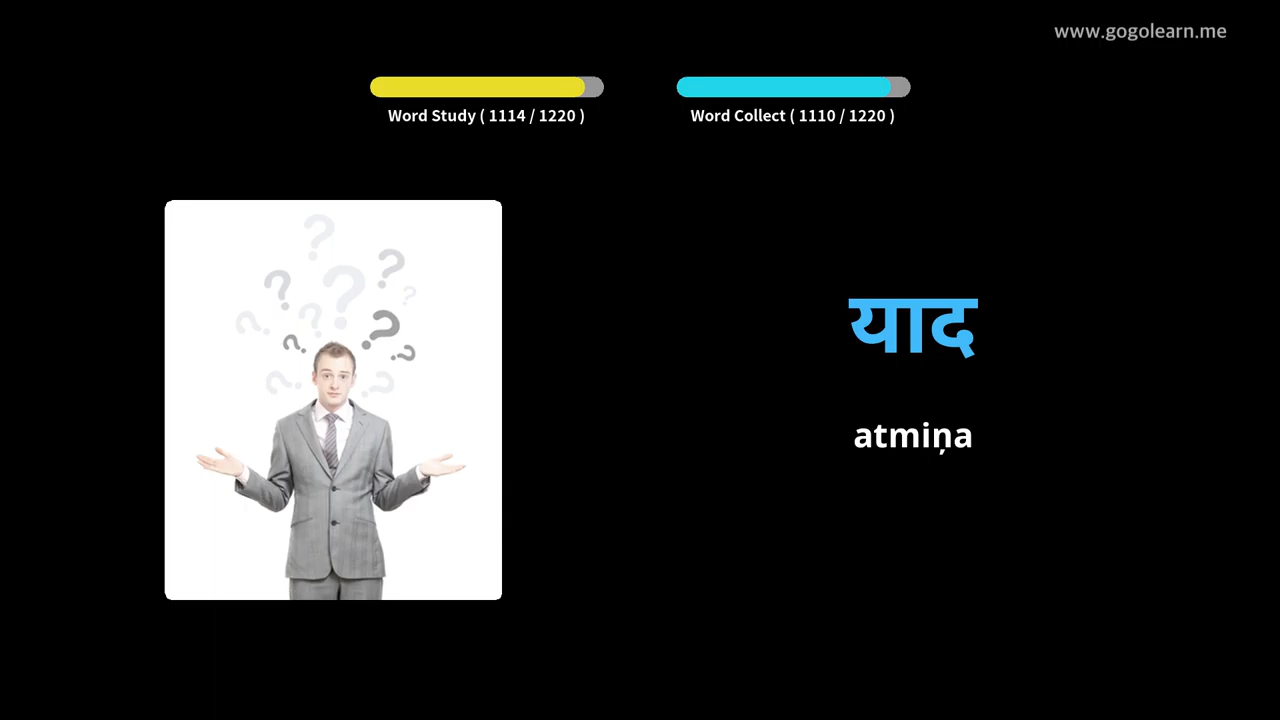 www.gogolearn.me
Word Study ( 1114 / 1220 )
Word Collect ( 1110 / 1220 )
याद
atmiņa